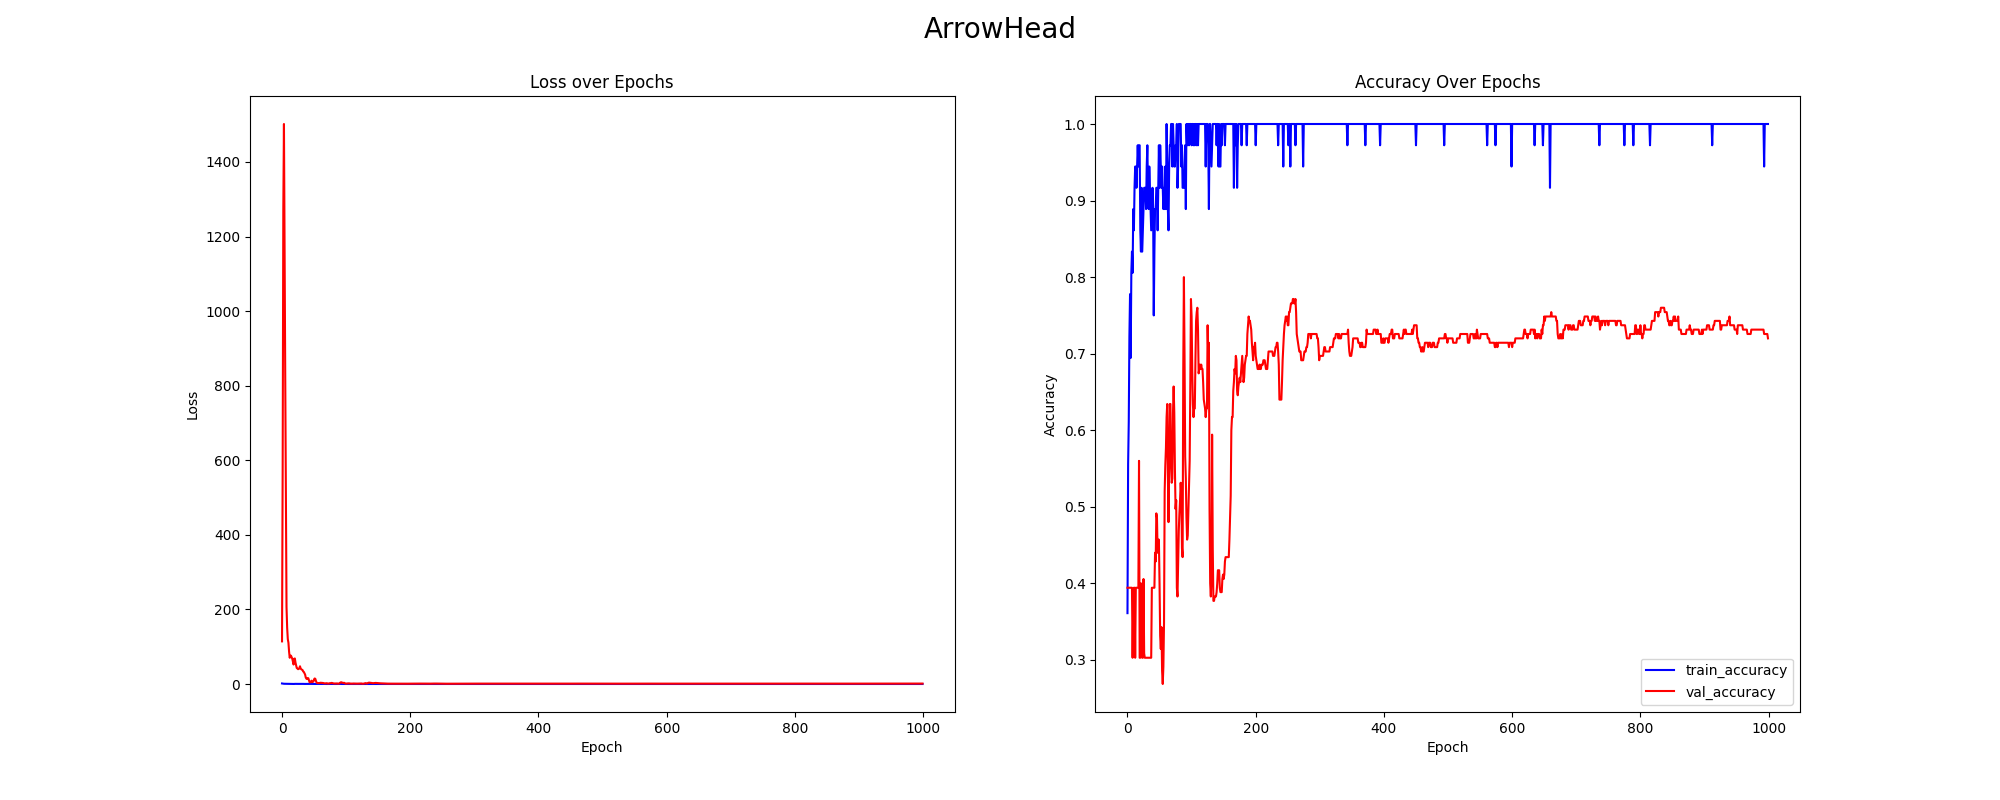 ArrowHead
Loss over Epochs
Loss
1400
1200
1000
800
600
400
200
0
0 200 400 600 800 1000
Epoch
Accuracy Over Epochs
Accuracy
1.0
0.9
0.8
0.7
0.6
0.5
0.4
0.3
0 200 400 600 800 1000
Epoch
train_accuracy
val_accuracy